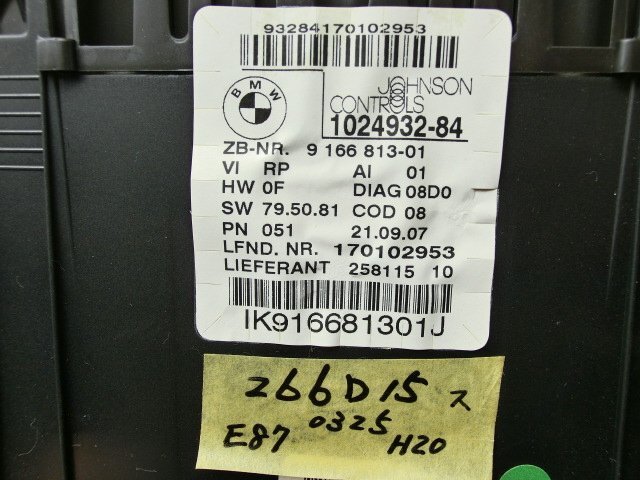 93284170102953
BMW
JOHNSON
CONTROLS
1024932-84
ZB-NR. 9 166 813-01
VI RP AI 01
HW 0F DIAG 08D0
SW 79.50.81 COD 08
PN 051 21.09.07
LFND. NR. 170102953
LIEFERANT 258115 10
IK916681301J
266D15 ス
E87 0325 H20